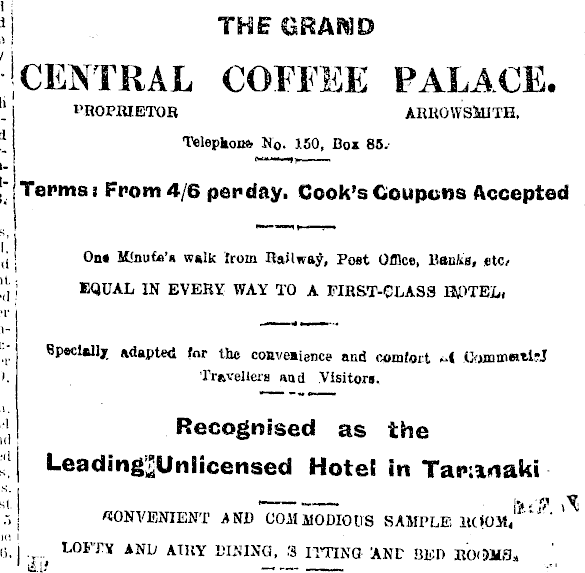 THE GRAND
CENTRAL COFFEE PALACE.
PROPRIETOR ARROWSMITH.
Telephone No. 150, Box 85.
Terms: From 4/6 per day. Cook's Coupons Accepted
One Minute's walk from Railway, Post Office, Banks, etc.
EQUAL IN EVERY WAY TO A FIRST-CLASS HOTEL.
Specially adapted for the convenience and comfort of Commercial
Travellers and Visitors.
Recognised as the
Leading Unlicensed Hotel in Taranaki
CONVENIENT AND COMMODIOUS SAMPLE ROOM.
LOFTY AND AIRY DINING, SITTING AND BED ROOMS.